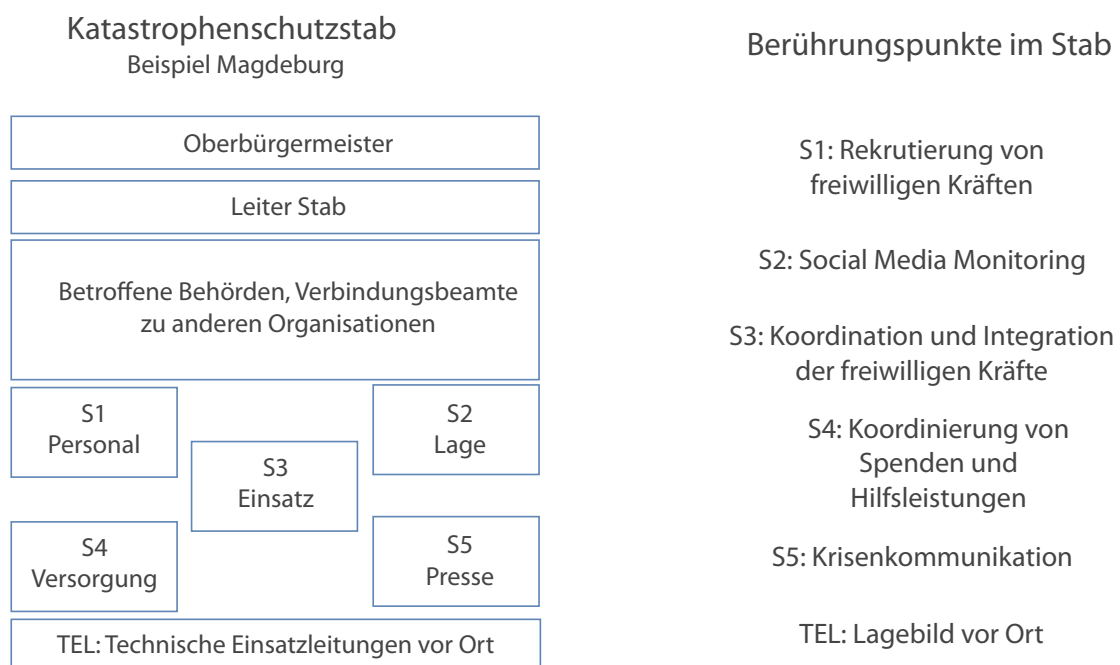 Katastrophenschutzstab
Beispiel Magdeburg
Oberbürgermeister
Leiter Stab
Betroffene Behörden, Verbindungsbeamte
zu anderen Organisationen
S1
Personal
S2
Lage
S3
Einsatz
S4
Versorgung
S5
Presse
TEL: Technische Einsatzleitungen vor Ort
Berührungspunkte im Stab
S1: Rekrutierung von
freiwilligen Kräften
S2: Social Media Monitoring
S3: Koordination und Integration
der freiwilligen Kräfte
S4: Koordinierung von
Spenden und
Hilfsleistungen
S5: Krisenkommunikation
TEL: Lagebild vor Ort